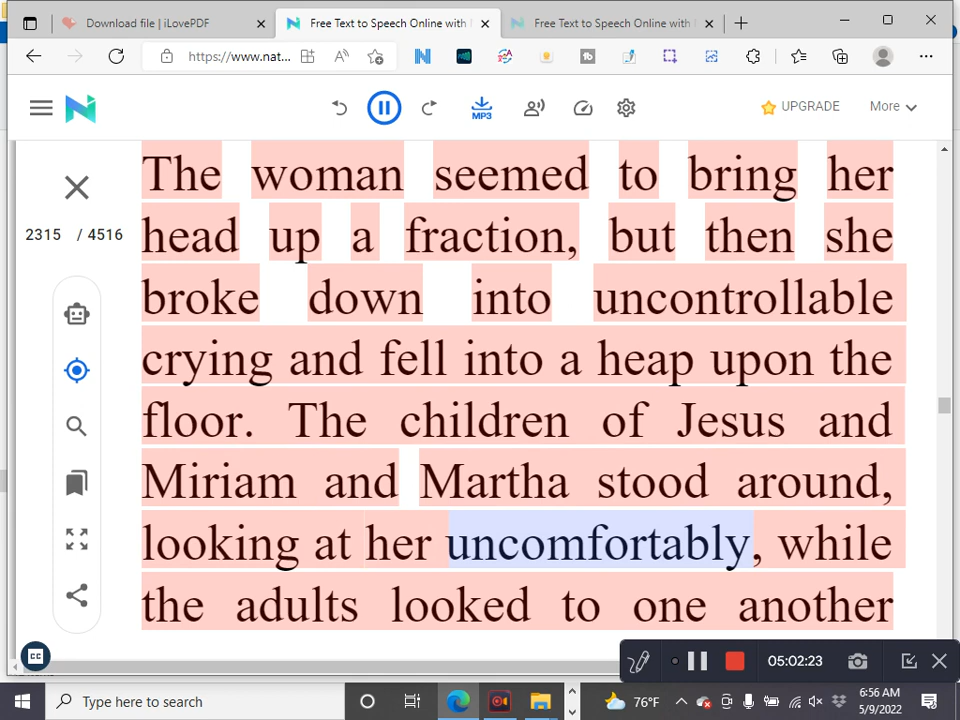 Download file | iLovePDF
Free Text to Speech Online with
Free Text to Speech Online with
https://www.nat...
MP3
UPGRADE
More
The woman seemed to bring her
2315 / 4516
head up a fraction, but then she
broke down into uncontrollable
crying and fell into a heap upon the
floor. The children of Jesus and
Miriam and Martha stood around,
looking at her uncomfortably, while
the adults looked to one another
CC
05:02:23
Type here to search
76°F
6:56 AM
5/9/2022